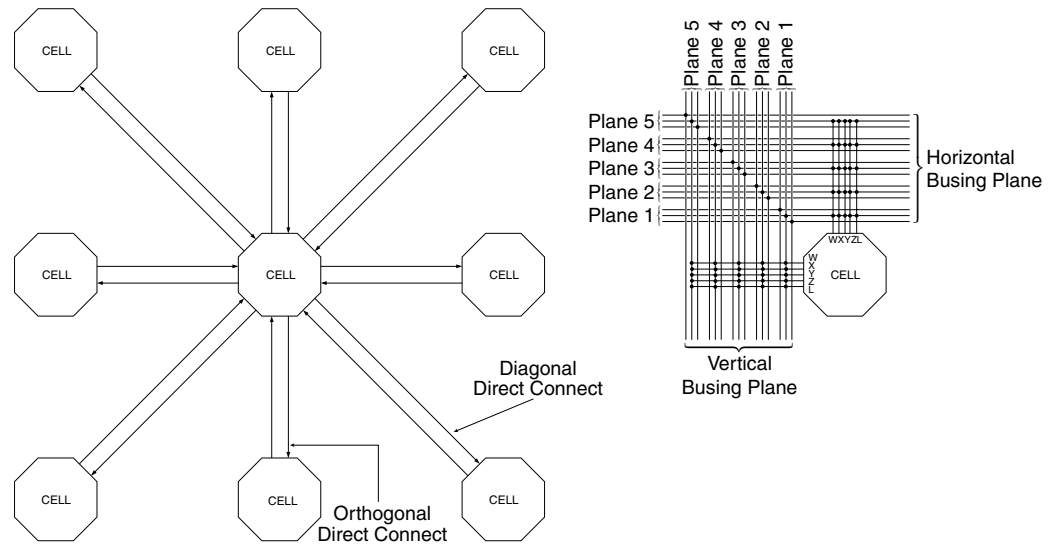 CELL
CELL
CELL
CELL
CELL
CELL
CELL
CELL
CELL
Diagonal
Direct Connect
Orthogonal
Direct Connect
Plane 5
Plane 4
Plane 3
Plane 2
Plane 1
Plane 5
Plane 4
Plane 3
Plane 2
Plane 1
Horizontal
Busing Plane
WXYZL
W
X
Y
Z
L
CELL
Vertical
Busing Plane